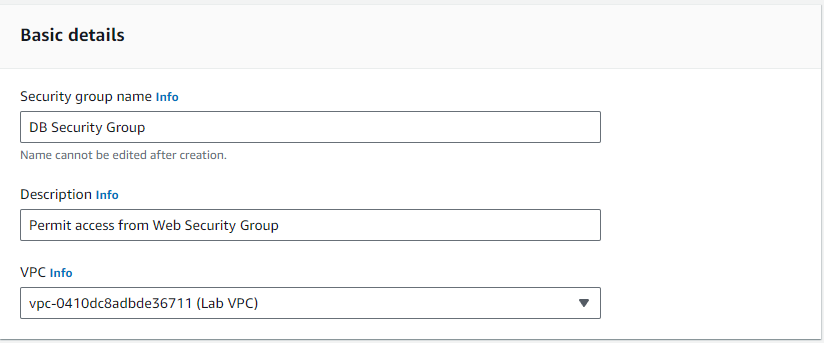 Basic details
Security group name Info
DB Security Group
Name cannot be edited after creation.
Description Info
Permit access from Web Security Group
VPC Info
vpc-0410dc8adbde36711 (Lab VPC)